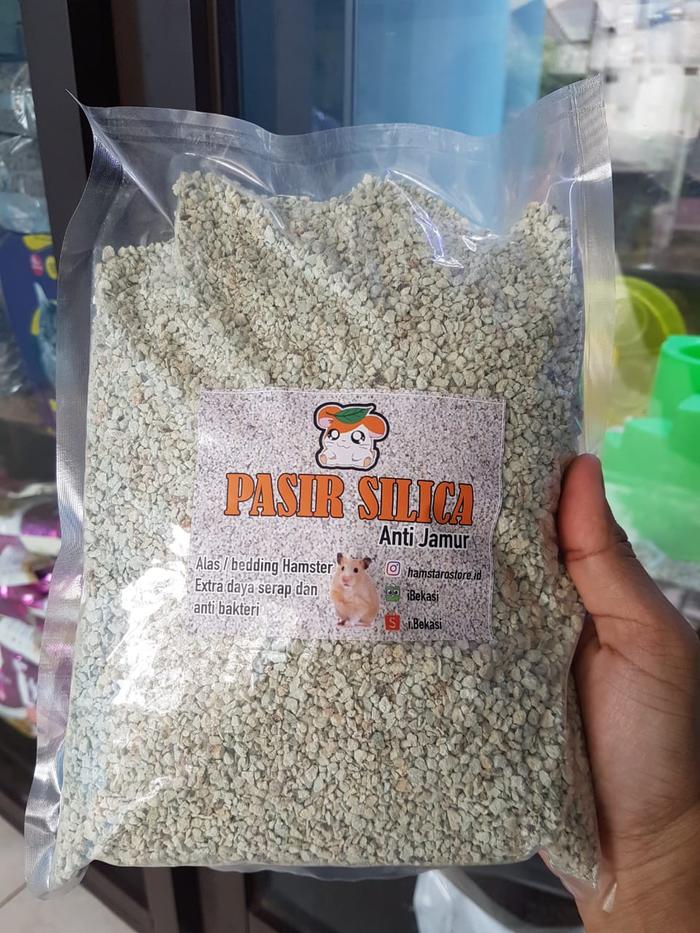 PASIR SILICA
Anti Jamur
Alas / bedding Hamster
Extra daya serap dan
anti bakteri
hamstarostore.id
iBekasi
i.Bekasi